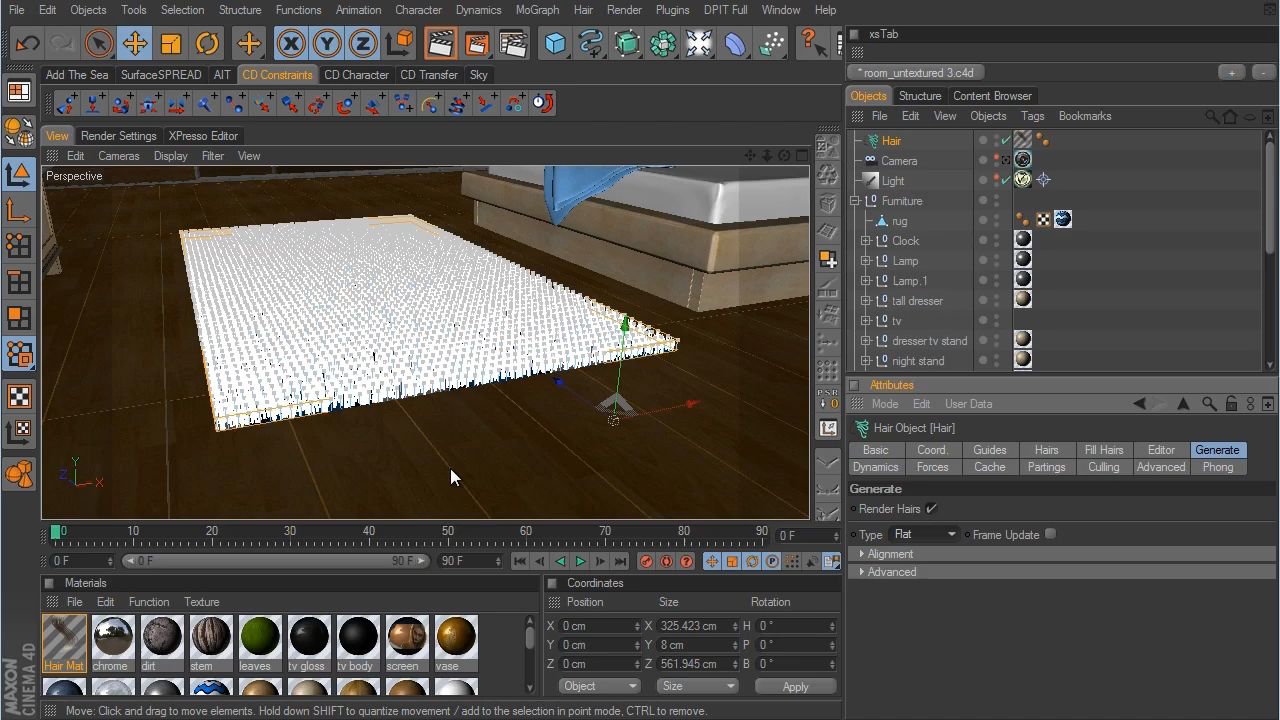 File Edit Objects Tools Selection Structure Functions Animation Character Dynamics MoGraph Hair Render Plugins DPIT Full Window Help
xsTab
* room_untextured 3.c4d
Add The Sea SurfaceSPREAD AIT CD Constraints CD Character CD Transfer Sky
Objects Structure Content Browser
File Edit View Objects Tags Bookmarks
View Render Settings XPresso Editor
Edit Cameras Display Filter View
Perspective
Hair
Camera
Light
Furniture
rug
Clock
Lamp
Lamp.1
tall dresser
tv
dresser tv stand
night stand
Attributes
Mode Edit User Data
Hair Object [Hair]
Basic Coord. Guides Hairs Fill Hairs Editor Generate
Dynamics Forces Cache Partings Culling Advanced Phong
Generate
Render Hairs
Type Flat Frame Update
Alignment
Advanced
P S R
0
Y
Z X
0 10 20 30 40 50 60 70 80 90 0 F
0 F 0 F 90 F 90 F
Materials
File Edit Function Texture
Hair Mat chrome dirt stem leaves tv gloss tv body screen vase
Coordinates
Position Size Rotation
X 0 cm X 325.423 cm H 0 °
Y 0 cm Y 8 cm P 0 °
Z 0 cm Z 561.945 cm B 0 °
Object Size Apply
MAXON
CINEMA 4D
Move: Click and drag to move elements. Hold down SHIFT to quantize movement / add to the selection in point mode, CTRL to remove.